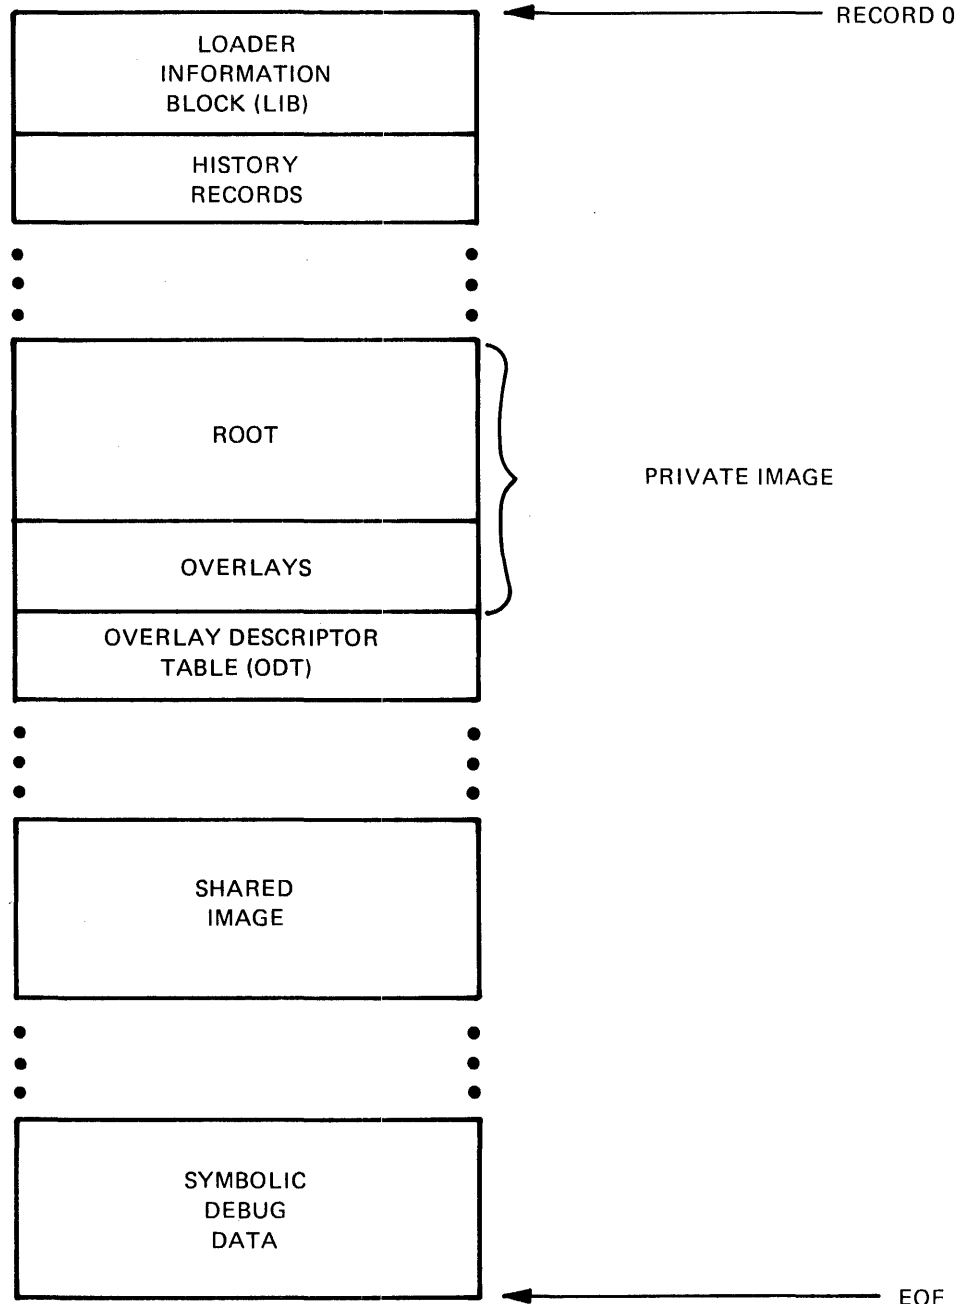 RECORD 0
LOADER
INFORMATION
BLOCK (LIB)
HISTORY
RECORDS
ROOT
PRIVATE IMAGE
OVERLAYS
OVERLAY DESCRIPTOR
TABLE (ODT)
SHARED
IMAGE
SYMBOLIC
DEBUG
DATA
EOF